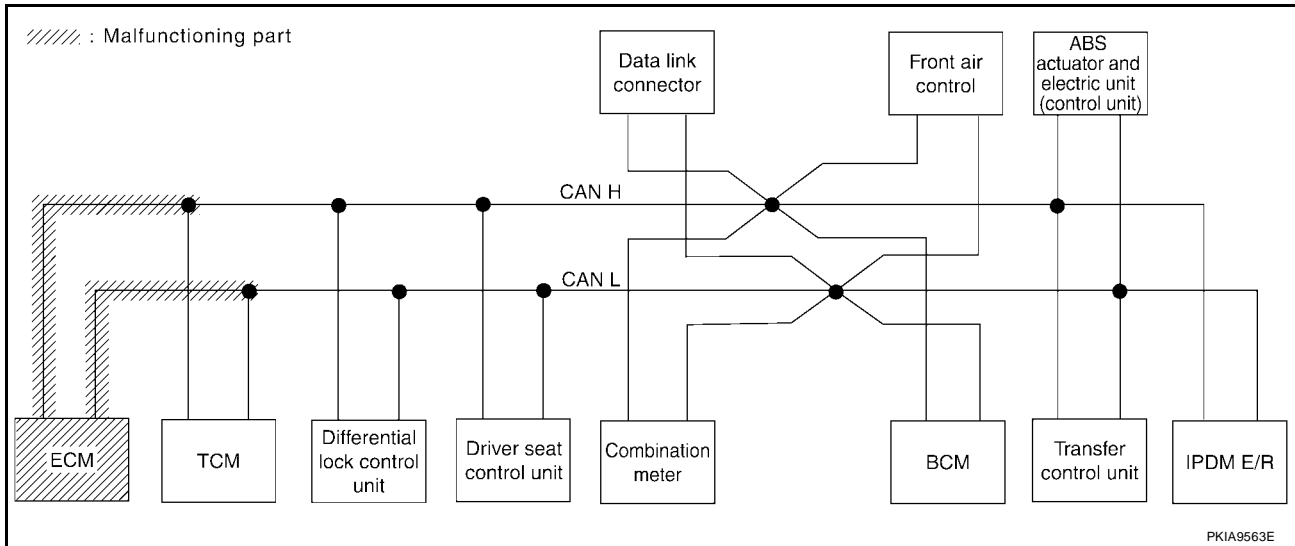 : Malfunctioning part
Data link
connector
Front air
control
ABS
actuator and
electric unit
(control unit)
CAN H
CAN L
ECM
TCM
Differential
lock control
unit
Driver seat
control unit
Combination
meter
BCM
Transfer
control unit
IPDM E/R
PKIA9563E